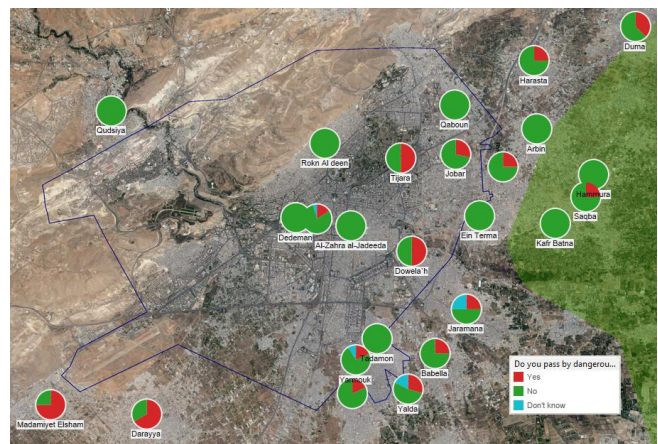 Duma
Harasta
Qudsiya
Qaboun
Arbin
Rokn Al deen
Tijara
Jobar
Hammura
Saqba
Dedeman
Al-Zahra al-Jadeeda
Ein Terma
Kafr Batna
Dowela`h
Jaramana
Tadamon
Babella
Yarmouk
Yalda
Madamiyet Elsham
Darayya
Do you pass by dangerou...
Yes
No
Don't know